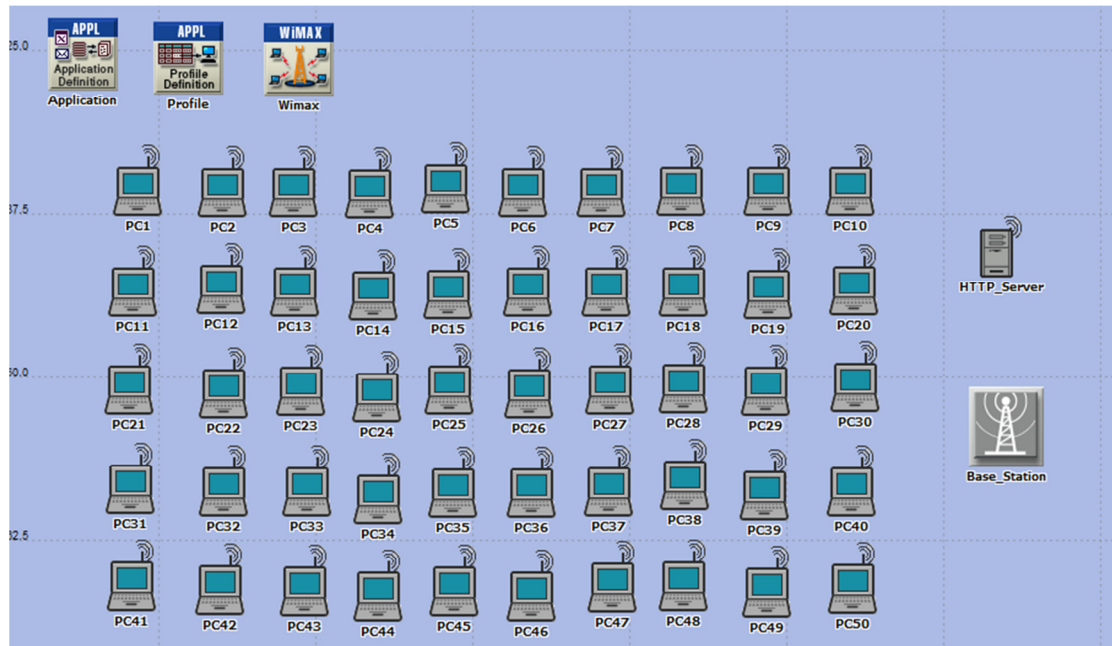 APPL
Application
Definition
Application
APPL
Profiile
Definition
Profile
WiMAX
Wimax
25.0
PC1
PC2
PC3
PC4
PC5
PC6
PC7
PC8
PC9
PC10
37.5
HTTP_Server
PC11
PC12
PC13
PC14
PC15
PC16
PC17
PC18
PC19
PC20
50.0
PC21
PC22
PC23
PC24
PC25
PC26
PC27
PC28
PC29
PC30
Base_Station
PC31
PC32
PC33
PC34
PC35
PC36
PC37
PC38
PC39
PC40
62.5
PC41
PC42
PC43
PC44
PC45
PC46
PC47
PC48
PC49
PC50